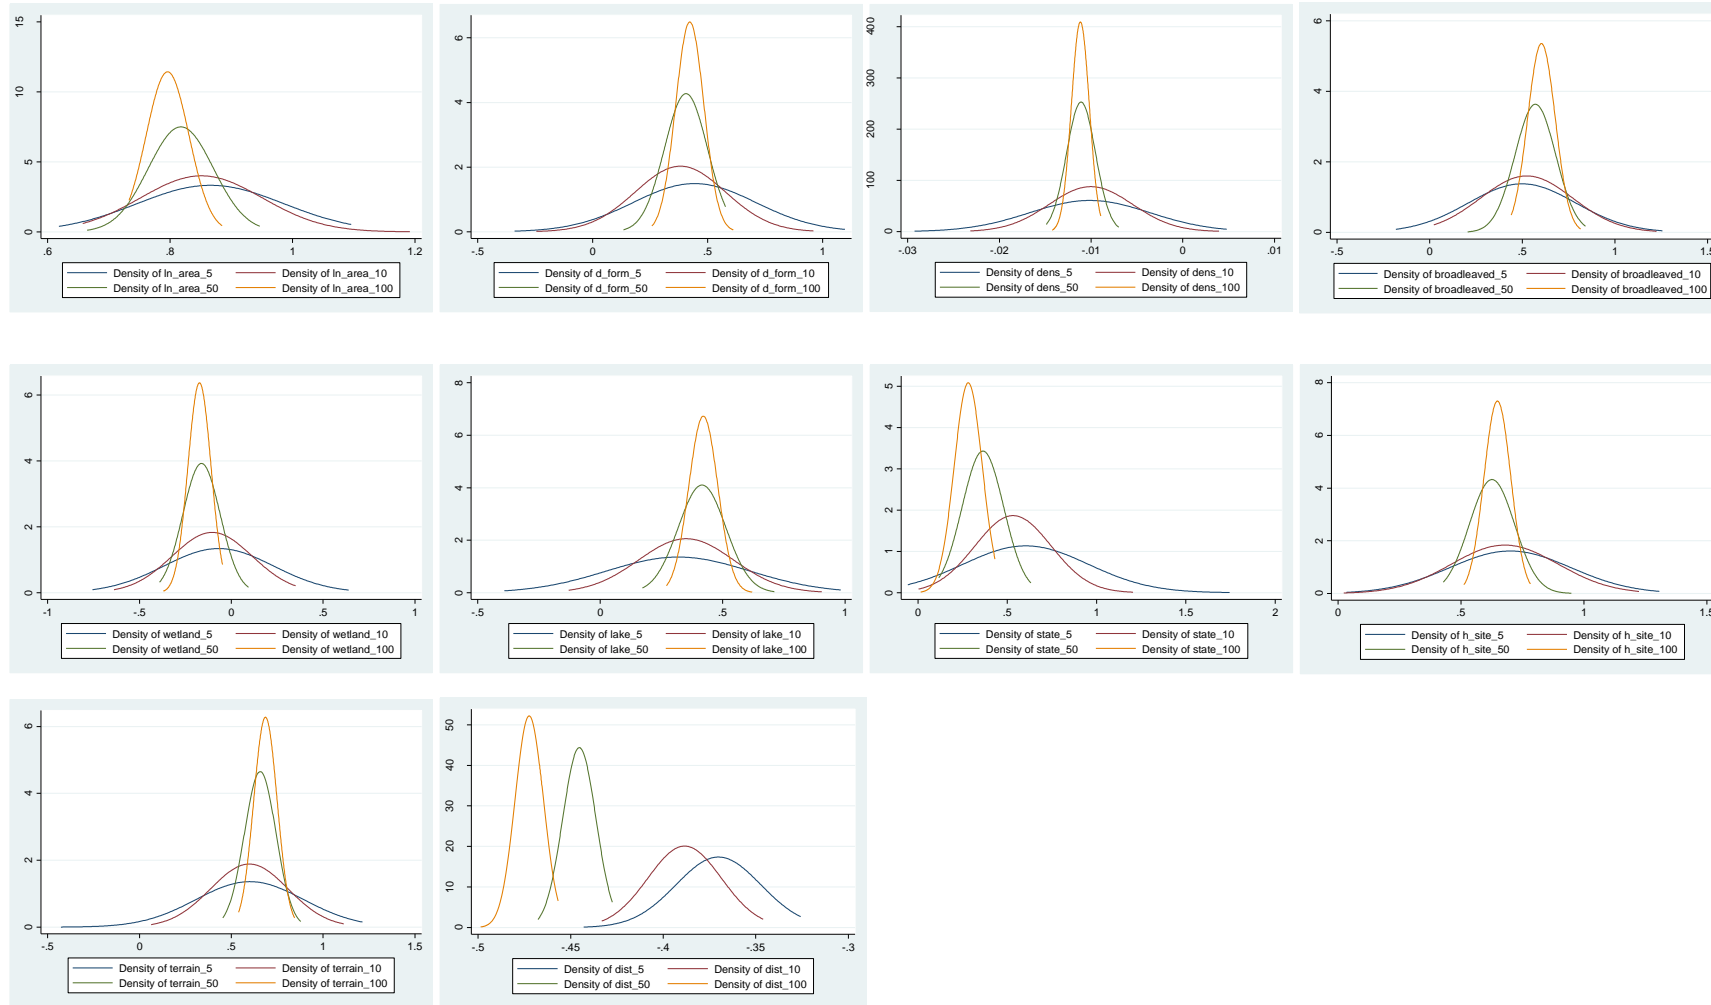 15
10
5
0
.6 .8 1 1.2
Density of ln_area_5 Density of ln_area_10
Density of ln_area_50 Density of ln_area_100
6
4
2
0
-.5 0 .5 1
Density of d_form_5 Density of d_form_10
Density of d_form_50 Density of d_form_100
400
300
200
100
0
-.03 -.02 -.01 0 .01
Density of dens_5 Density of dens_10
Density of dens_50 Density of dens_100
6
4
2
0
-.5 0 .5 1 1.5
Density of broadleaved_5 Density of broadleaved_10
Density of broadleaved_50 Density of broadleaved_100
6
4
2
0
-1 -.5 0 .5 1
Density of wetland_5 Density of wetland_10
Density of wetland_50 Density of wetland_100
8
6
4
2
0
-.5 0 .5 1
Density of lake_5 Density of lake_10
Density of lake_50 Density of lake_100
5
4
3
2
1
0
0 .5 1 1.5 2
Density of state_5 Density of state_10
Density of state_50 Density of state_100
8
6
4
2
0
0 .5 1 1.5
Density of h_site_5 Density of h_site_10
Density of h_site_50 Density of h_site_100
6
4
2
0
-.5 0 .5 1 1.5
Density of terrain_5 Density of terrain_10
Density of terrain_50 Density of terrain_100
50
40
30
20
10
0
-.5 -.45 -.4 -.35 -.3
Density of dist_5 Density of dist_10
Density of dist_50 Density of dist_100